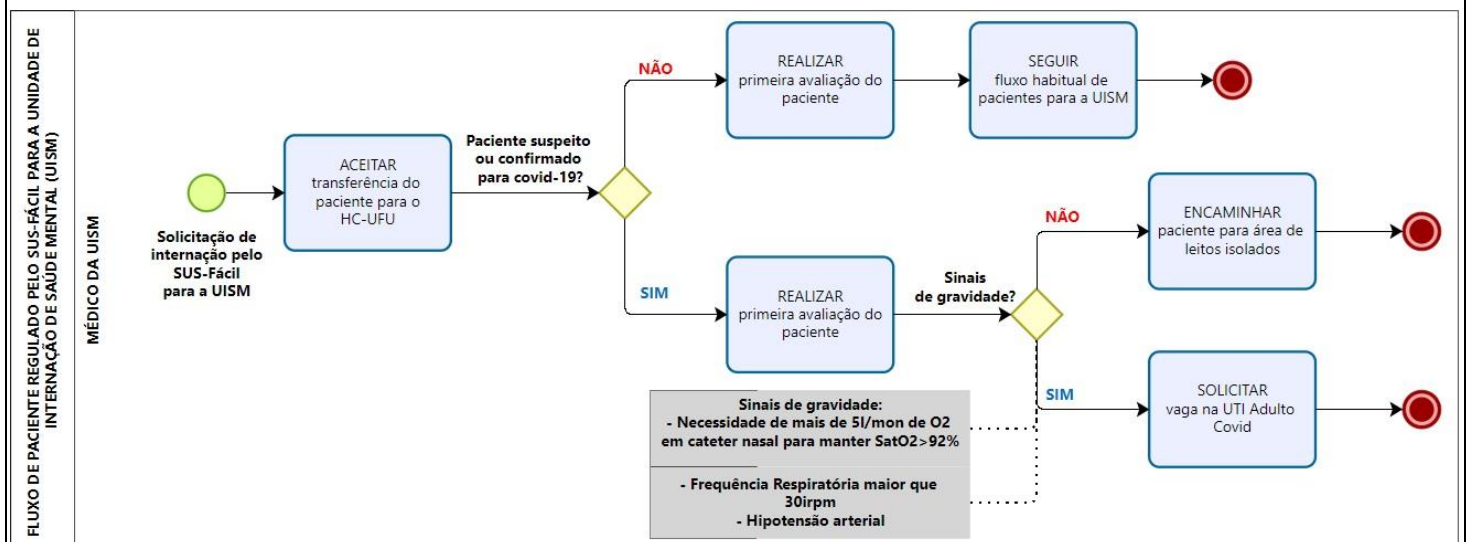 FLUXO DE PACIENTE REGULADO PELO SUS-FÁCIL PARA A UNIDADE DE
INTERNAÇÃO DE SAÚDE MENTAL (UISM)
MÉDICO DA UISM
Solicitação de
internação pelo
SUS-Fácil
para a UISM
ACEITAR
transferência do
paciente para o
HC-UFU
Paciente suspeito
ou confirmado
para covid-19?
NÃO
REALIZAR
primeira avaliação do
paciente
SEGUIR
fluxo habitual de
pacientes para a UISM
SIM
REALIZAR
primeira avaliação do
paciente
Sinais
de gravidade?
NÃO
ENCAMINHAR
paciente para área de
leitos isolados
SIM
SOLICITAR
vaga na UTI Adulto
Covid
Sinais de gravidade:
- Necessidade de mais de 5l/mon de O2
em cateter nasal para manter SatO2>92%
- Frequência Respiratória maior que
30irpm
- Hipotensão arterial